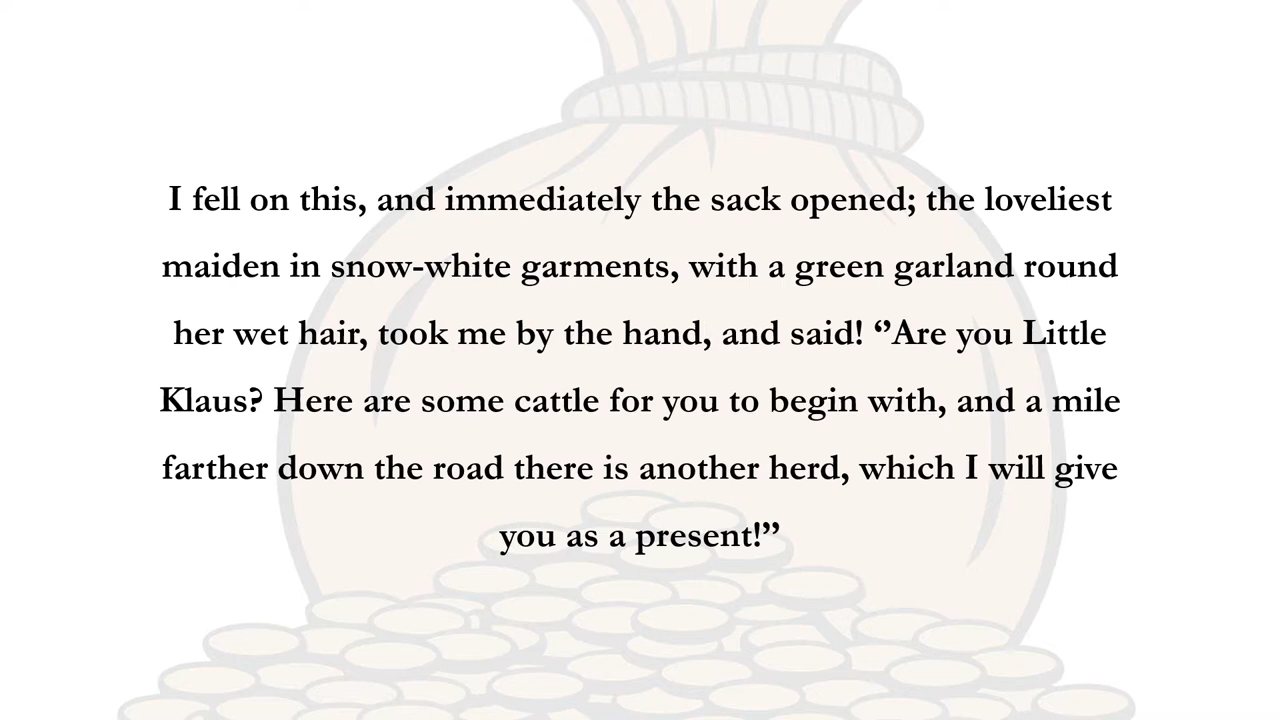 I fell on this, and immediately the sack opened; the loveliest
maiden in snow-white garments, with a green garland round
her wet hair, took me by the hand, and said! “Are you Little
Klaus? Here are some cattle for you to begin with, and a mile
farther down the road there is another herd, which I will give
you as a present!”